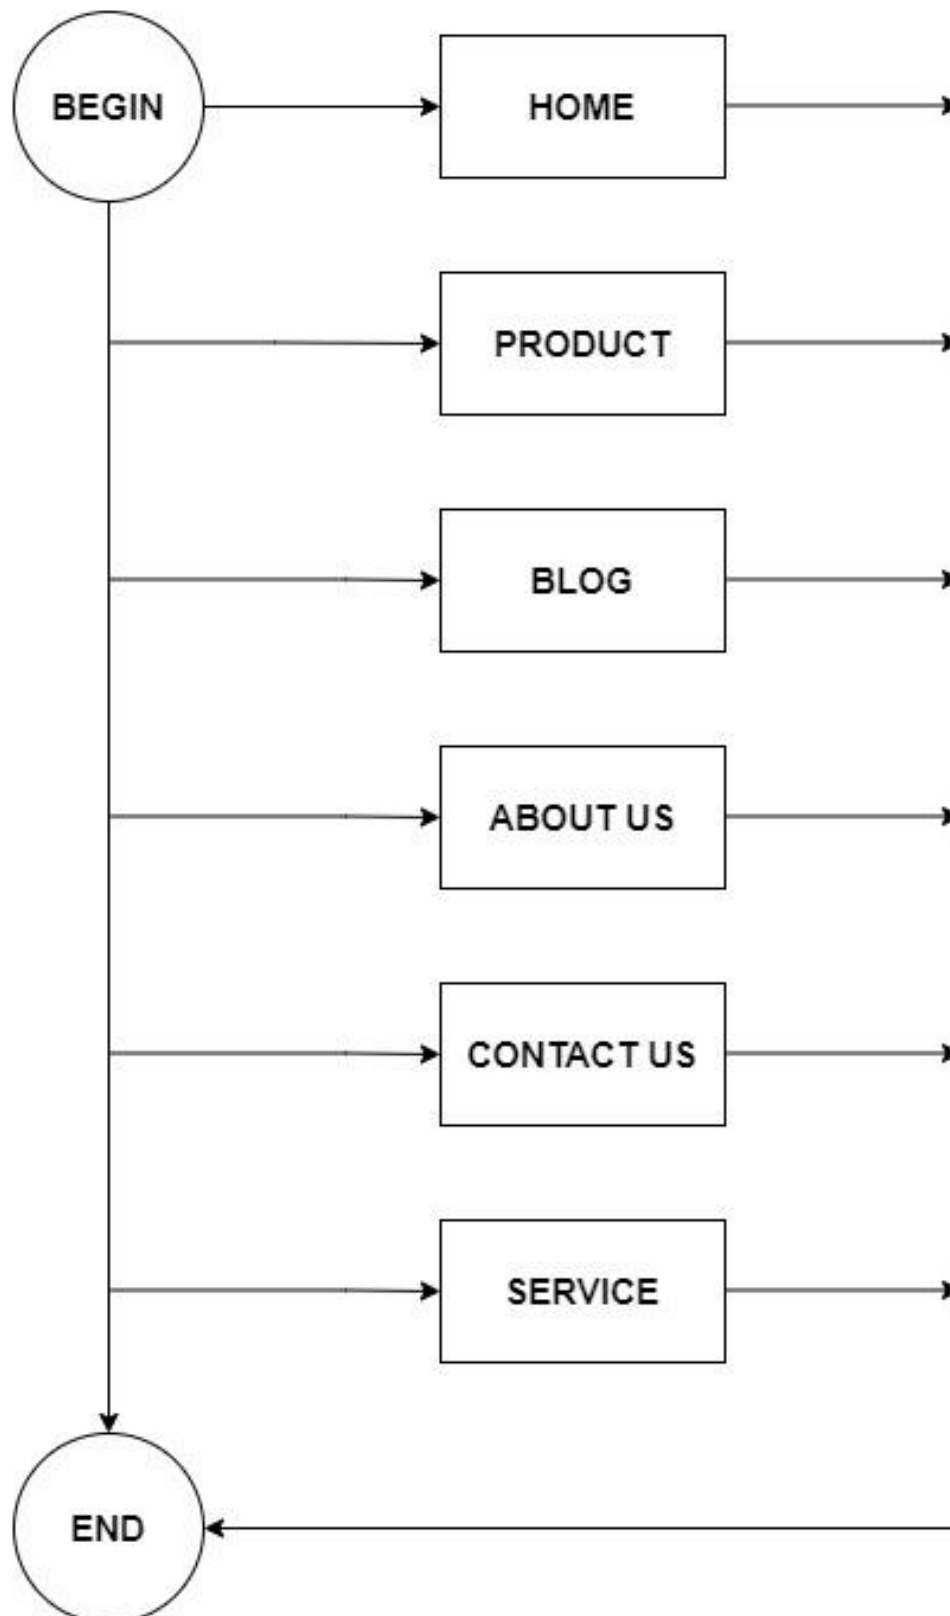 BEGIN
HOME
PRODUCT
BLOG
ABOUT US
CONTACT US
SERVICE
END